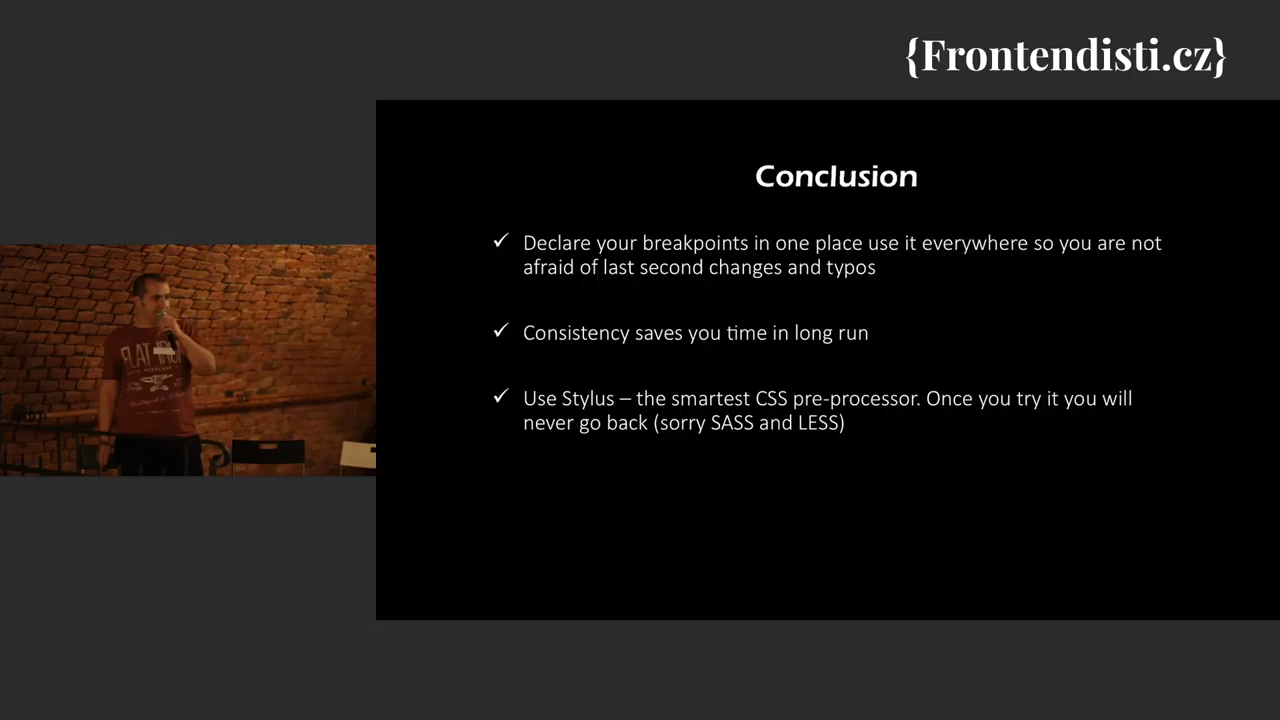 {Frontendisti.cz}
Conclusion
✓ Declare your breakpoints in one place use it everywhere so you are not
afraid of last second changes and typos
✓ Consistency saves you time in long run
✓ Use Stylus – the smartest CSS pre-processor. Once you try it you will
never go back (sorry SASS and LESS)
FLAT IRON